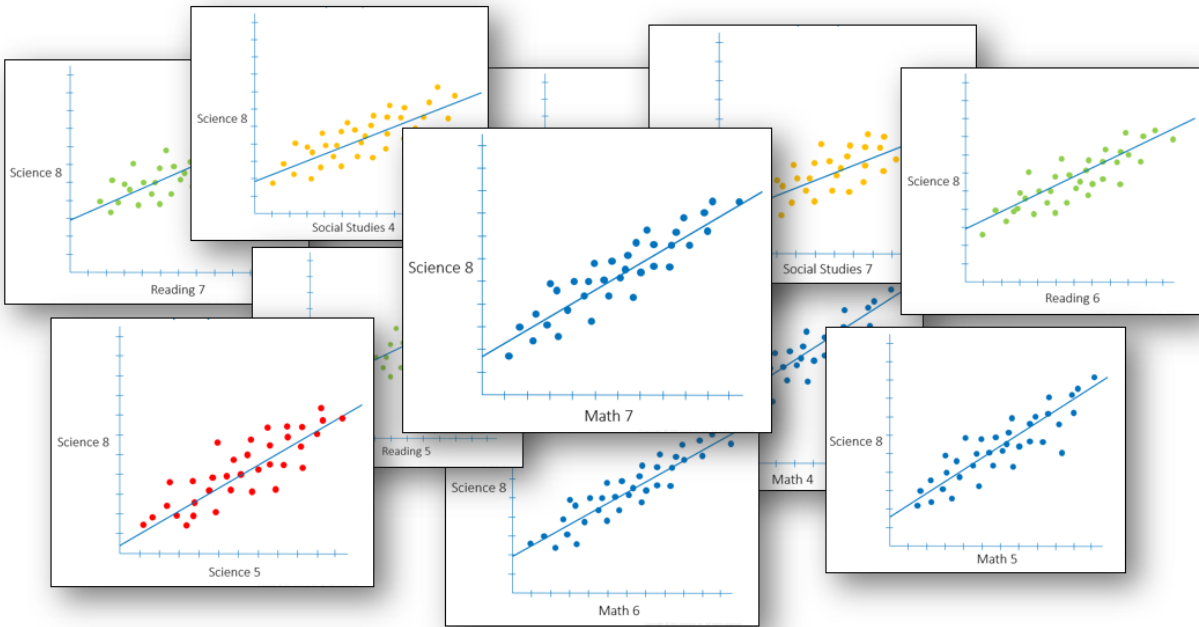 Science 8
Reading 7
Science 8
Social Studies 4
Science 8
Math 7
Social Studies 7
Science 8
Reading 6
Science 8
Science 5
Reading 5
Science 8
Math 6
Math 4
Science 8
Math 5